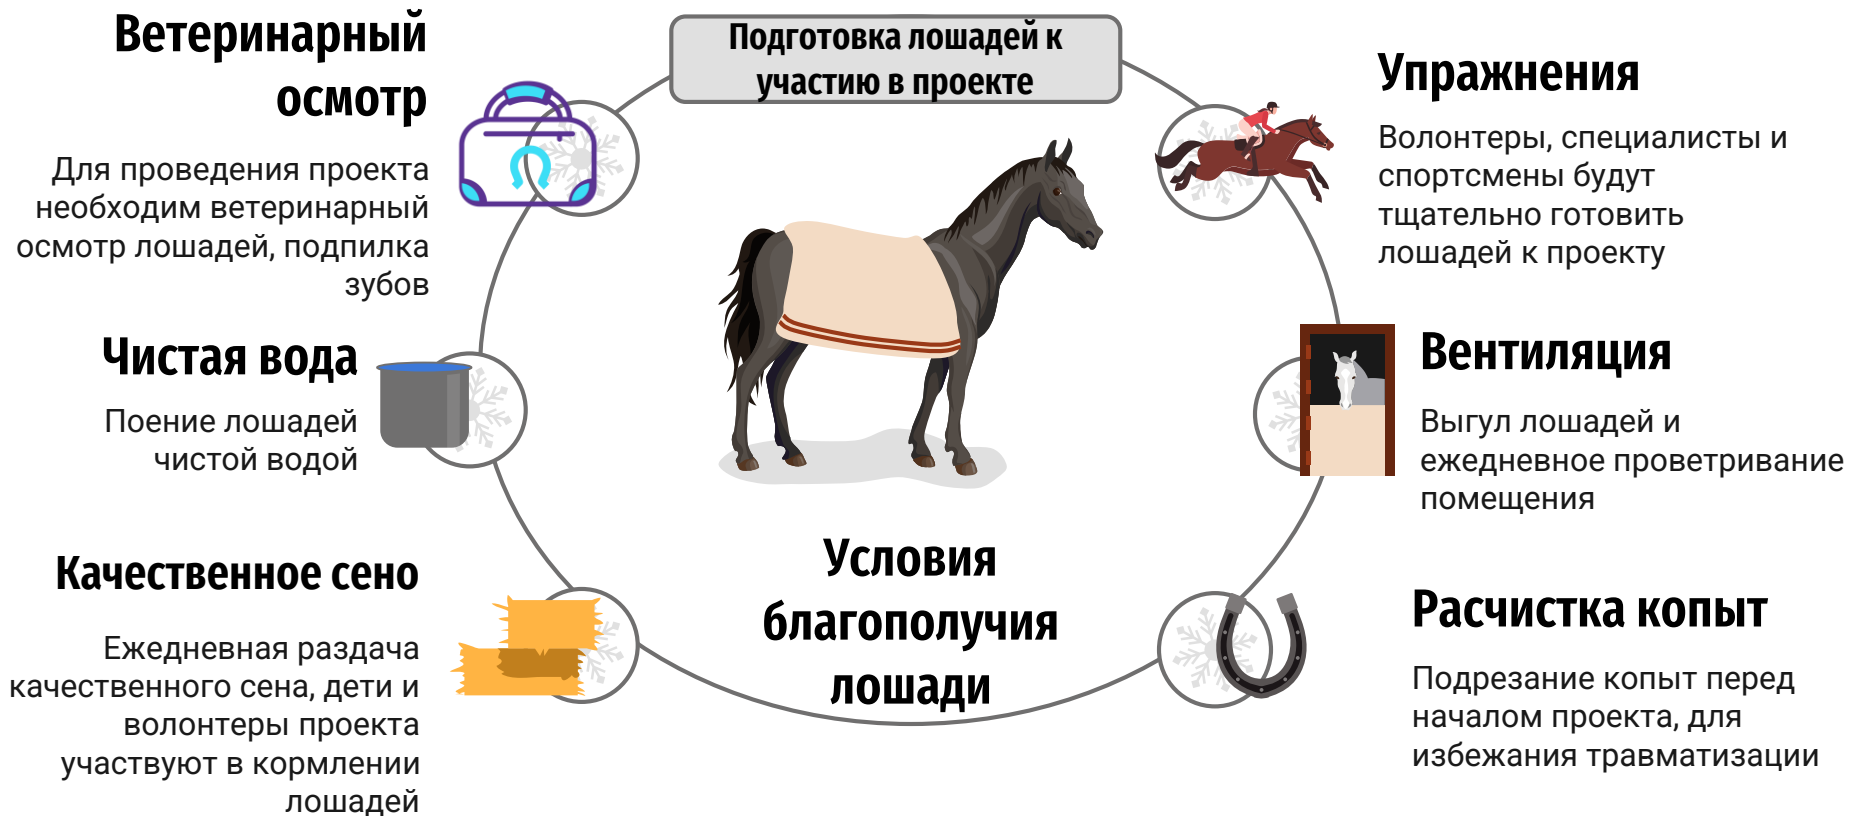 Подготовка лошадей к
участию в проекте
Ветеринарный
осмотр
Для проведения проекта
необходим ветеринарный
осмотр лошадей, подпилка
зубов
Чистая вода
Поение лошадей
чистой водой
Качественное сено
Ежедневная раздача
качественного сена, дети и
волонтеры проекта
участвуют в кормлении
лошадей
Условия
благополучия
лошади
Упражнения
Волонтеры, специалисты и
спортсмены будут
тщательно готовить
лошадей к проекту
Вентиляция
Выгул лошадей и
ежедневное проветривание
помещения
Расчистка копыт
Подрезание копыт перед
началом проекта, для
избежания травматизации